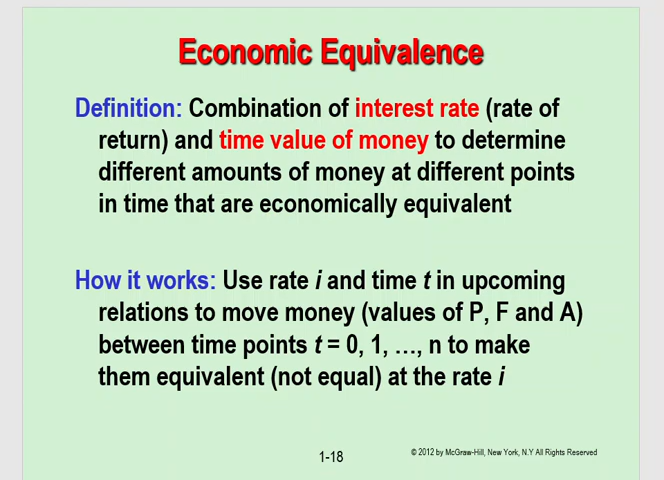 Economic Equivalence
Definition: Combination of interest rate (rate of
return) and time value of money to determine
different amounts of money at different points
in time that are economically equivalent
How it works: Use rate i and time t in upcoming
relations to move money (values of P, F and A)
between time points t = 0, 1, …, n to make
them equivalent (not equal) at the rate i
1-18
© 2012 by McGraw-Hill, New York, N.Y All Rights Reserved